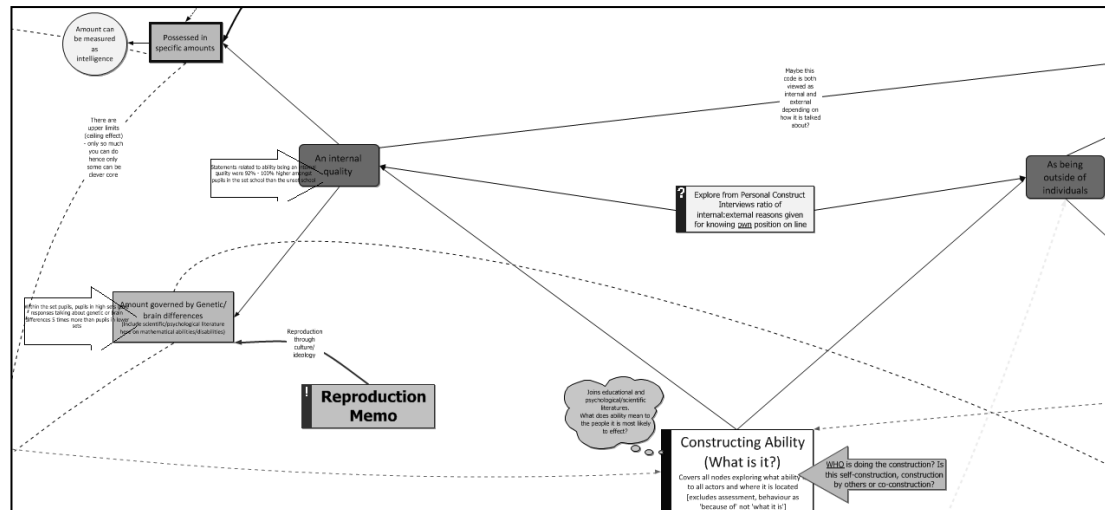 Amount can
be measured
as
intelligence
Possessed in
specific amounts
Maybe this
code is both
viewed as
internal and
external
depending on
how it is talked
about?
There are
upper limits
(ceiling effect)
- only so much
you can do
hence only
some can be
clever core
An internal
quality
Statements related to ability being an internal
quality were 92% - 100% higher amongst
pupils in the set school than the unset school
As being
outside of
individuals
?
Explore from Personal Construct
Interviews ratio of
internal:external reasons given
for knowing own position on line
Amount governed by Genetic/
brain differences
(include scientific/psychological literature
here on mathematical abilities/disabilities)
Within the set pupils, pupils in high sets
responses talking about genetic or brain
differences 3 times more than pupils in lower
sets
Reproduction
through
culture/
ideology
!
Reproduction
Memo
Joins educational and
psychological/scientific
literatures.
What does ability mean to
the people it is most likely
to effect?
Constructing Ability
(What is it?)
Covers all nodes exploring what ability
to all actors and where it is located
[excludes assessment, behaviour as
'because of' not 'what it is']
WHO is doing the construction? Is
this self-construction, construction
by others or co-construction?